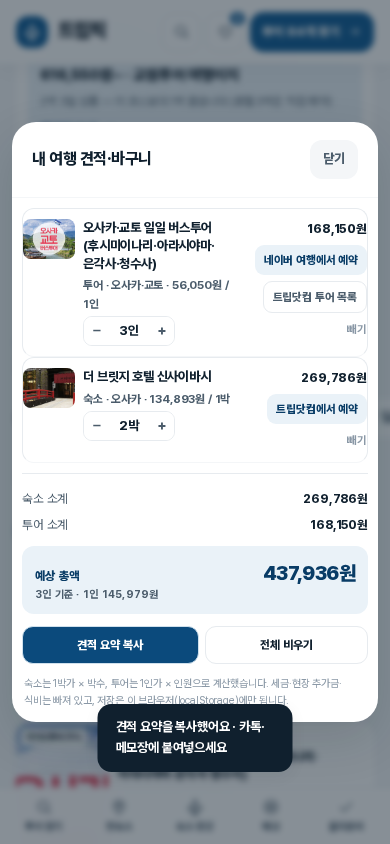 내 여행 견적·바구니
닫기
오사카
교토
버스투어
오사카·교토 일일 버스투어
(후시미이나리·아라시야마·
은각사·청수사)
투어 · 오사카·교토 · 56,050원 /
1인
− 3인 +
168,150원
네이버 여행에서 예약
트립닷컴 투어 목록
빼기
더 브릿지 호텔 신사이바시
숙소 · 오사카 · 134,893원 / 1박
− 2박 +
269,786원
트립닷컴에서 예약
빼기
숙소 소계 269,786원
투어 소계 168,150원
예상 총액
3인 기준 · 1인 145,979원
437,936원
견적 요약 복사
전체 비우기
숙소는 1박가 × 박수, 투어는 1인가 × 인원으로 계산했습니다. 세금·현장 추가금·
식비는 빠져 있고, 저장은 이 브라우저(localStorage)에만 됩니다.
견적 요약을 복사했어요 · 카톡·
메모장에 붙여넣으세요